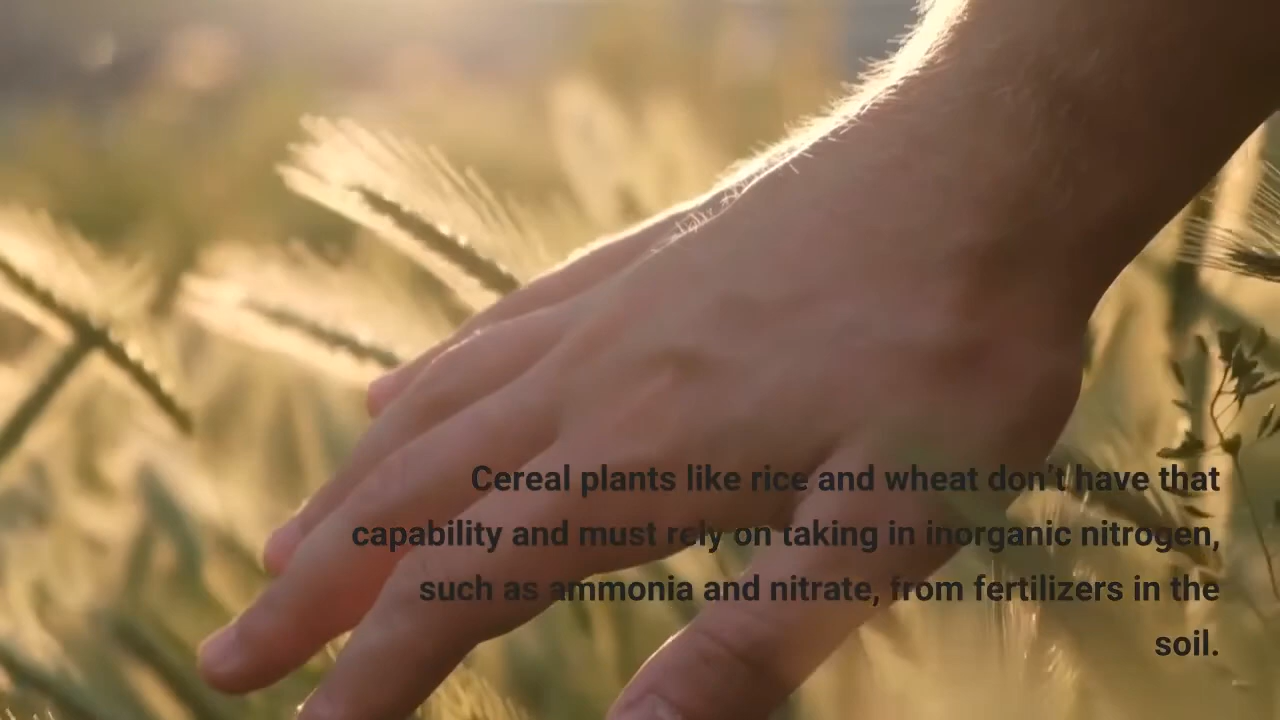 Cereal plants like rice and wheat don't have that
capability and must rely on taking in inorganic nitrogen,
such as ammonia and nitrate, from fertilizers in the
soil.